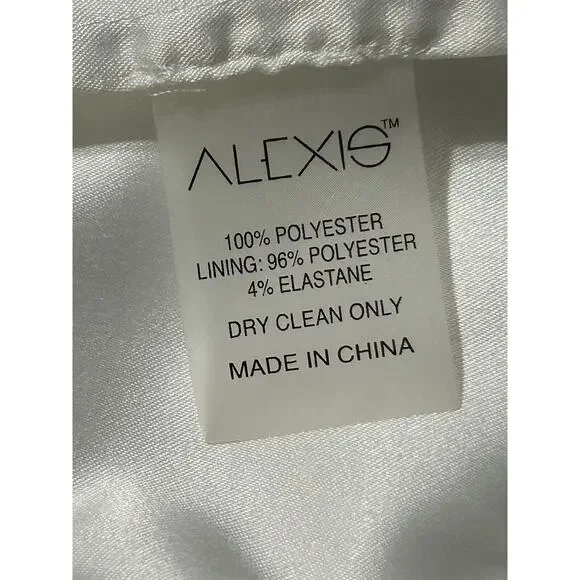 ALEXIS™
100% POLYESTER
LINING: 96% POLYESTER
4% ELASTANE
DRY CLEAN ONLY
MADE IN CHINA